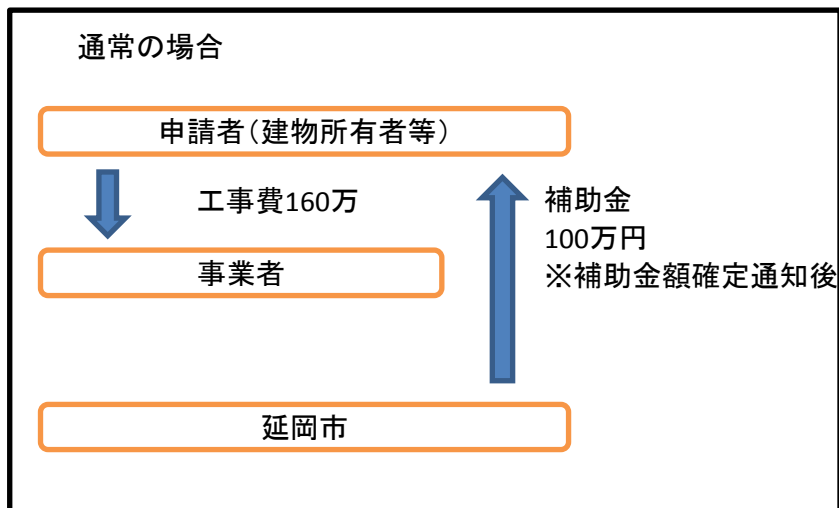 通常の場合
申請者（建物所有者等）
工事費160万
補助金
100万円
※補助金額確定通知後
事業者
延岡市